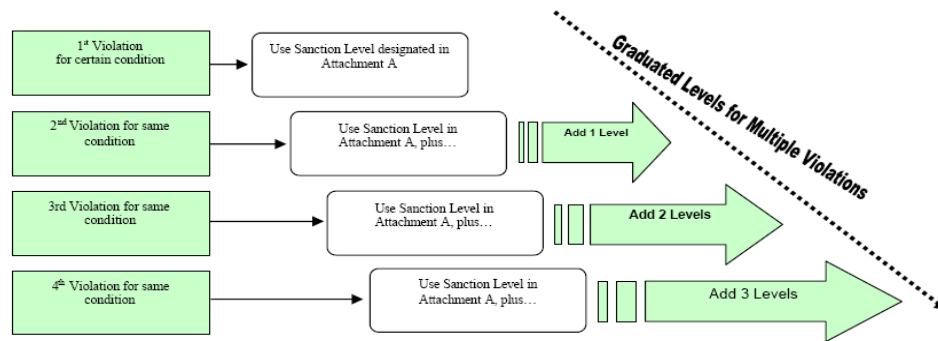 1st Violation
for certain condition
Use Sanction Level designated in
Attachment A
Graduated Levels for Multiple Violations
2nd Violation for same
condition
Use Sanction Level in
Attachment A, plus…
Add 1 Level
3rd Violation for same
condition
Use Sanction Level in
Attachment A, plus…
Add 2 Levels
4th Violation for same
condition
Use Sanction Level in
Attachment A, plus…
Add 3 Levels